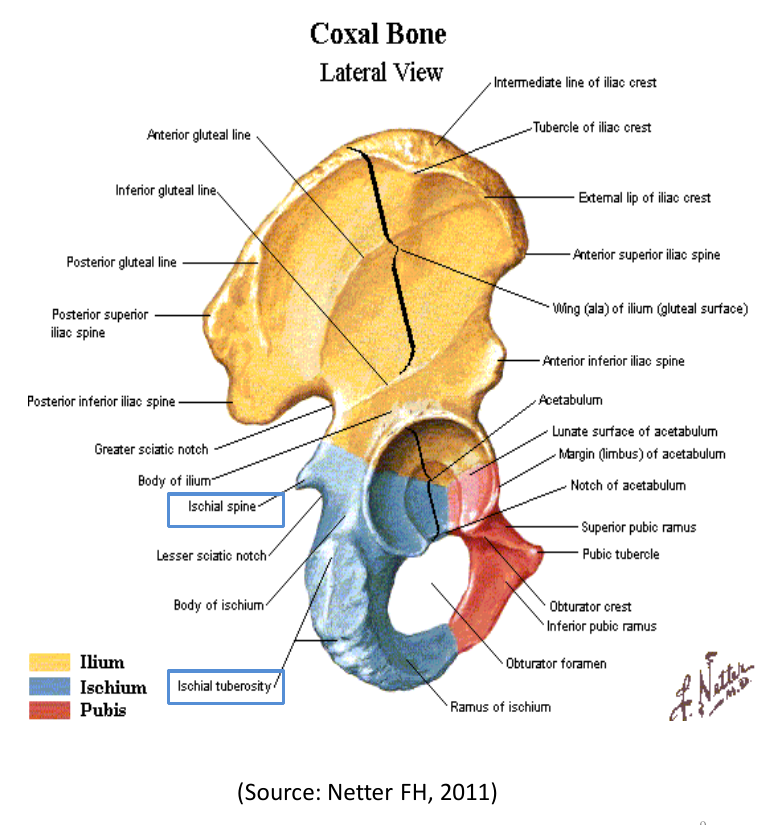 Coxal Bone
Lateral View
Intermediate line of iliac crest
Tubercle of iliac crest
Anterior gluteal line
Inferior gluteal line
External lip of iliac crest
Posterior gluteal line
Anterior superior iliac spine
Wing (ala) of ilium (gluteal surface)
Posterior superior
iliac spine
Anterior inferior iliac spine
Posterior inferior iliac spine
Acetabulum
Lunate surface of acetabulum
Greater sciatic notch
Margin (limbus) of acetabulum
Body of ilium
Notch of acetabulum
Ischial spine
Superior pubic ramus
Lesser sciatic notch
Pubic tubercle
Body of ischium
Obturator crest
Inferior pubic ramus
Obturator foramen
Ilium
Ischium
Pubis
Ischial tuberosity
Ramus of ischium
F. Netter
M.D.
(Source: Netter FH, 2011)